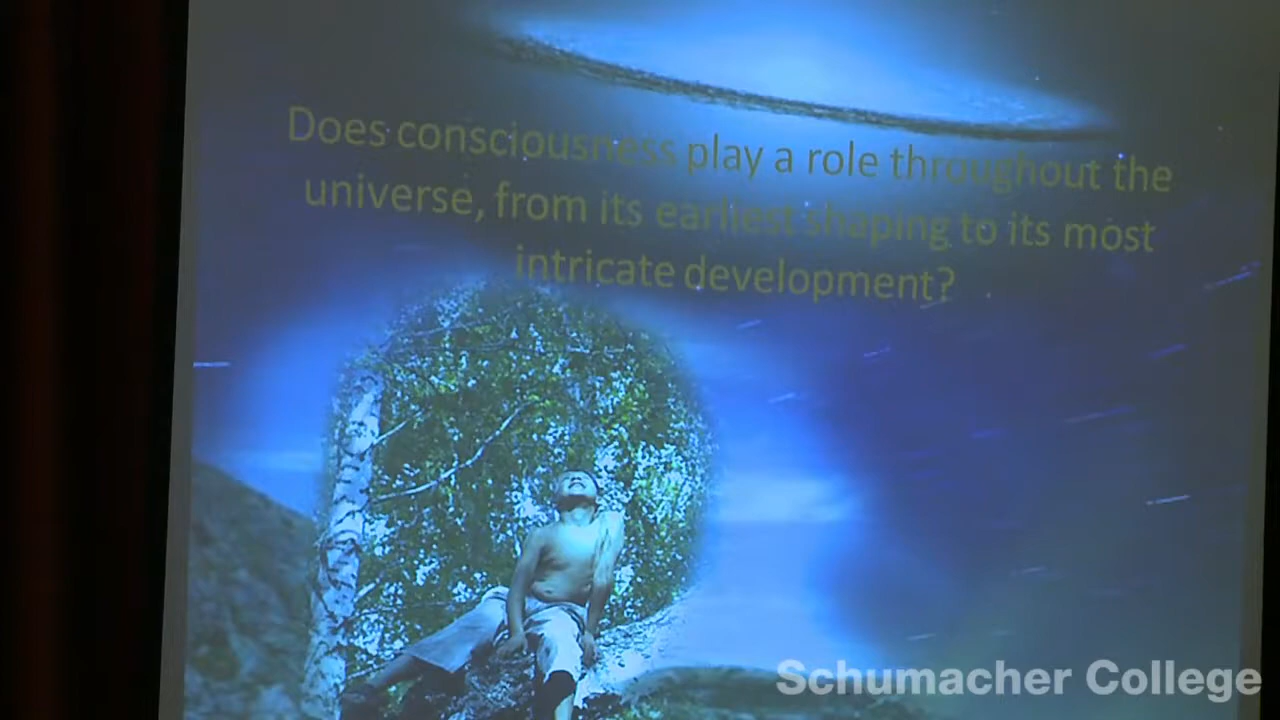 Does consciousness play a role throughout the
universe, from its earliest shaping to its most
intricate development?
Schumacher College